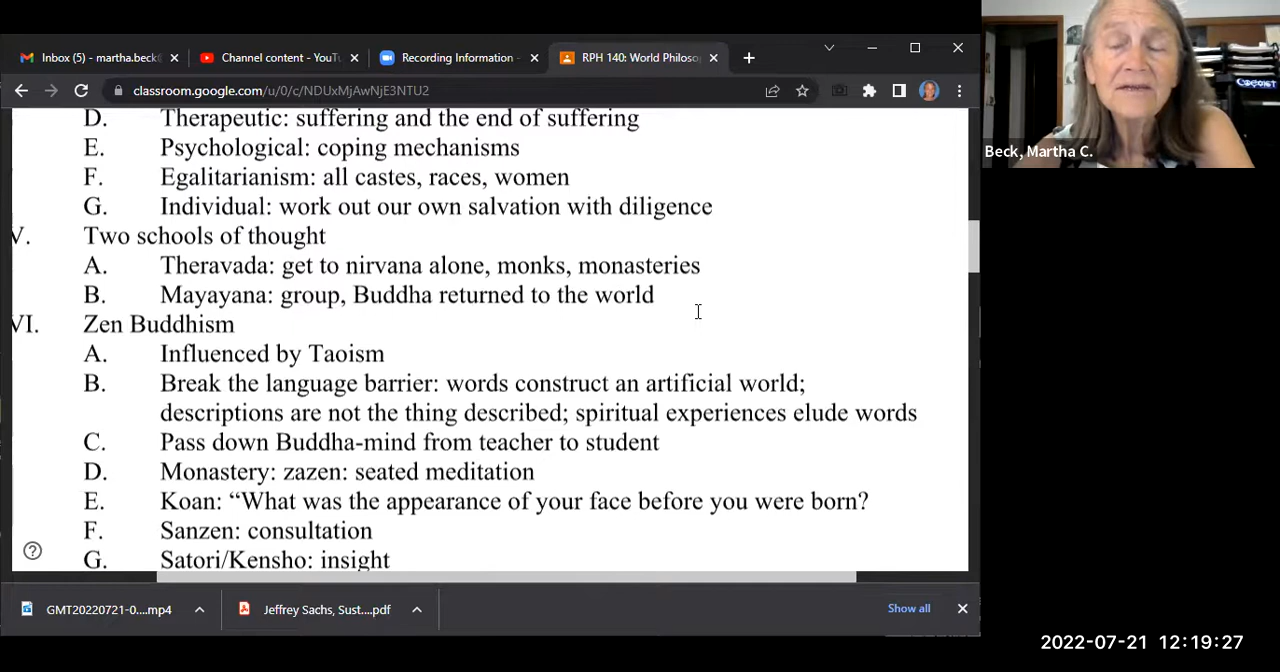 Inbox (5) - martha.beck@
Channel content - YouTu
Recording Information -
RPH 140: World Philoso
classroom.google.com/u/0/c/NDUxMjAwNjE3NTU2
D. Therapeutic: suffering and the end of suffering
E. Psychological: coping mechanisms
F. Egalitarianism: all castes, races, women
G. Individual: work out our own salvation with diligence
V. Two schools of thought
A. Theravada: get to nirvana alone, monks, monasteries
B. Mayayana: group, Buddha returned to the world
VI. Zen Buddhism
A. Influenced by Taoism
B. Break the language barrier: words construct an artificial world;
descriptions are not the thing described; spiritual experiences elude words
C. Pass down Buddha-mind from teacher to student
D. Monastery: zazen: seated meditation
E. Koan: “What was the appearance of your face before you were born?
F. Sanzen: consultation
G. Satori/Kensho: insight
GMT20220721-0....mp4
Jeffrey Sachs, Sust....pdf
Show all
Beck, Martha C.
2022-07-21 12:19:27